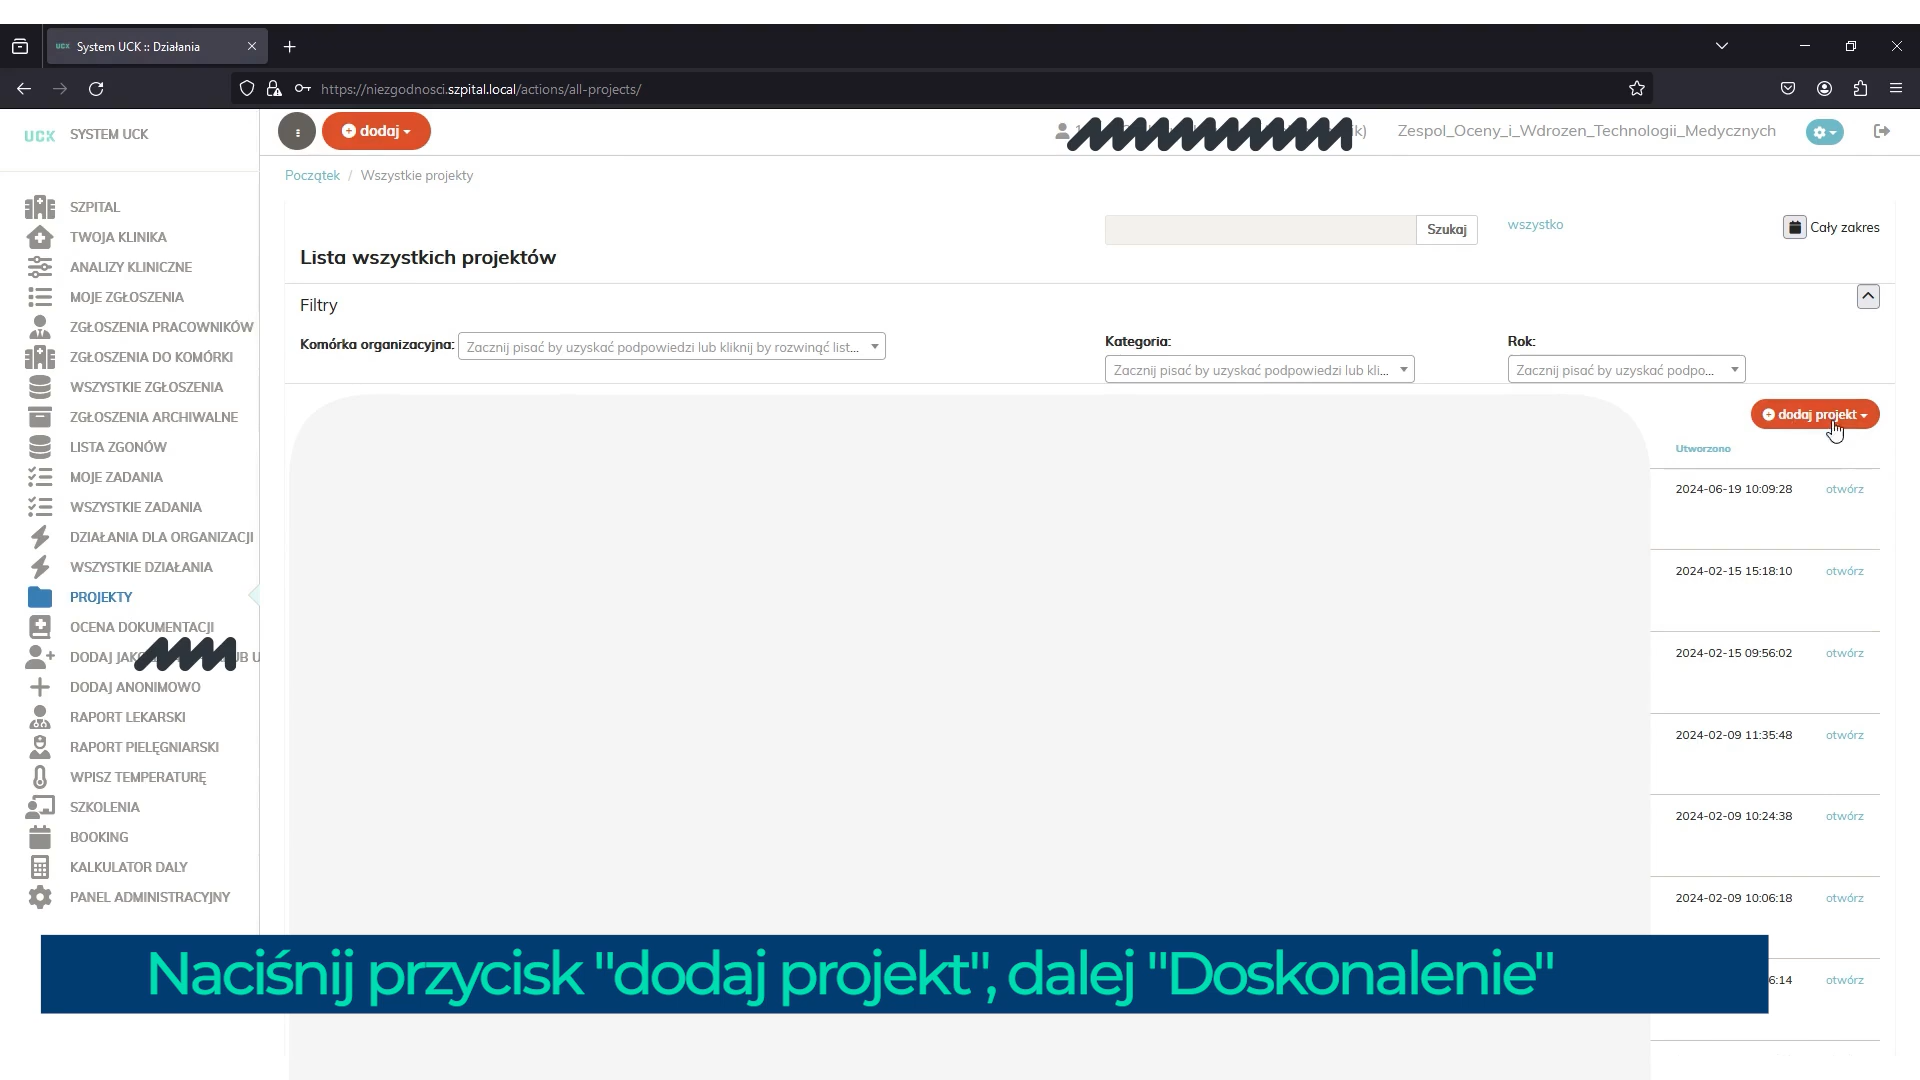 System UCK :: Działania
https://niezgodnosci.szpital.local/actions/all-projects/
UCK SYSTEM UCK
dodaj
Zespol_Oceny_i_Wdrozen_Technologii_Medycznych
Początek / Wszystkie projekty
SZPITAL
TWOJA KLINIKA
ANALIZY KLINICZNE
MOJE ZGŁOSZENIA
ZGŁOSZENIA PRACOWNIKÓW
ZGŁOSZENIA DO KOMÓRKI
WSZYSTKIE ZGŁOSZENIA
ZGŁOSZENIA ARCHIWALNE
LISTA ZGONÓW
MOJE ZADANIA
WSZYSTKIE ZADANIA
DZIAŁANIA DLA ORGANIZACJI
WSZYSTKIE DZIAŁANIA
PROJEKTY
OCENA DOKUMENTACJI
DODAJ
DODAJ ANONIMOWO
RAPORT LEKARSKI
RAPORT PIELĘGNIARSKI
WPISZ TEMPERATURĘ
SZKOLENIA
BOOKING
KALKULATOR DALY
PANEL ADMINISTRACYJNY
Szukaj
wszystko
Cały zakres
Lista wszystkich projektów
Filtry
Komórka organizacyjna: Zacznij pisać by uzyskać podpowiedzi lub kliknij by rozwinąć list...
Kategoria:
Zacznij pisać by uzyskać podpowiedzi lub kli...
Rok:
Zacznij pisać by uzyskać podpo...
dodaj projekt
Utworzono
2024-06-19 10:09:28 otwórz
2024-02-15 15:18:10 otwórz
2024-02-15 09:56:02 otwórz
2024-02-09 11:35:48 otwórz
2024-02-09 10:24:38 otwórz
2024-02-09 10:06:18 otwórz
6:14 otwórz
Naciśnij przycisk "dodaj projekt", dalej "Doskonalenie"